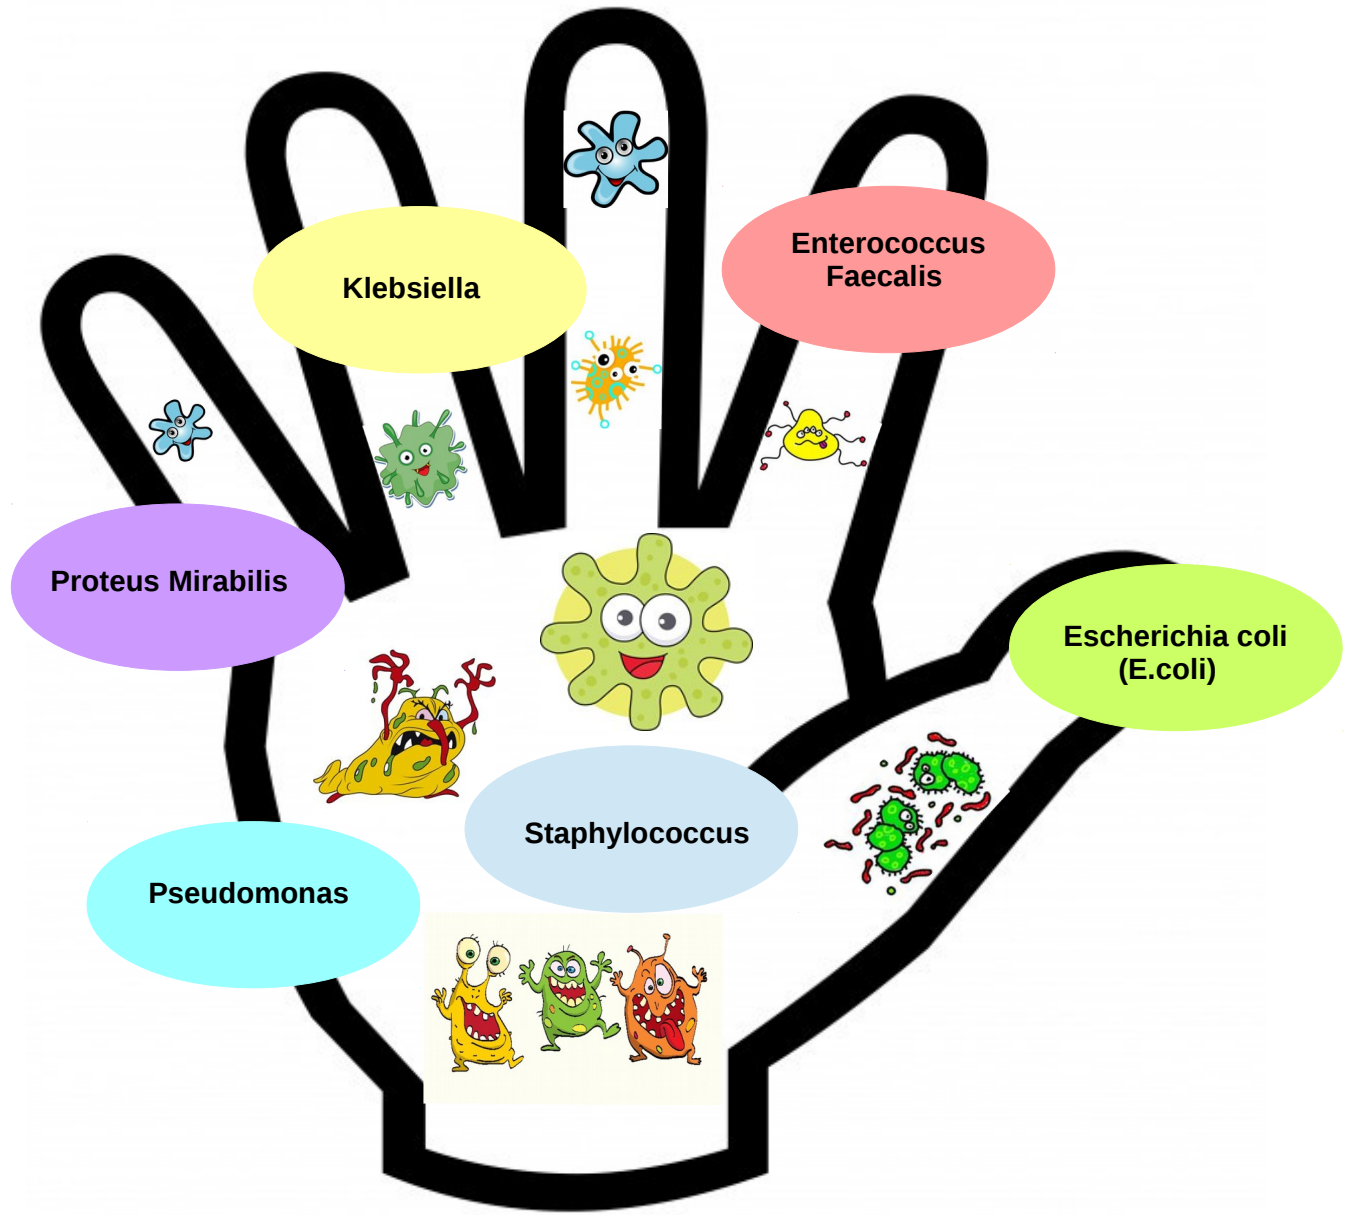 Enterococcus
Faecalis
Klebsiella
Proteus Mirabilis
Escherichia coli
(E.coli)
Staphylococcus
Pseudomonas